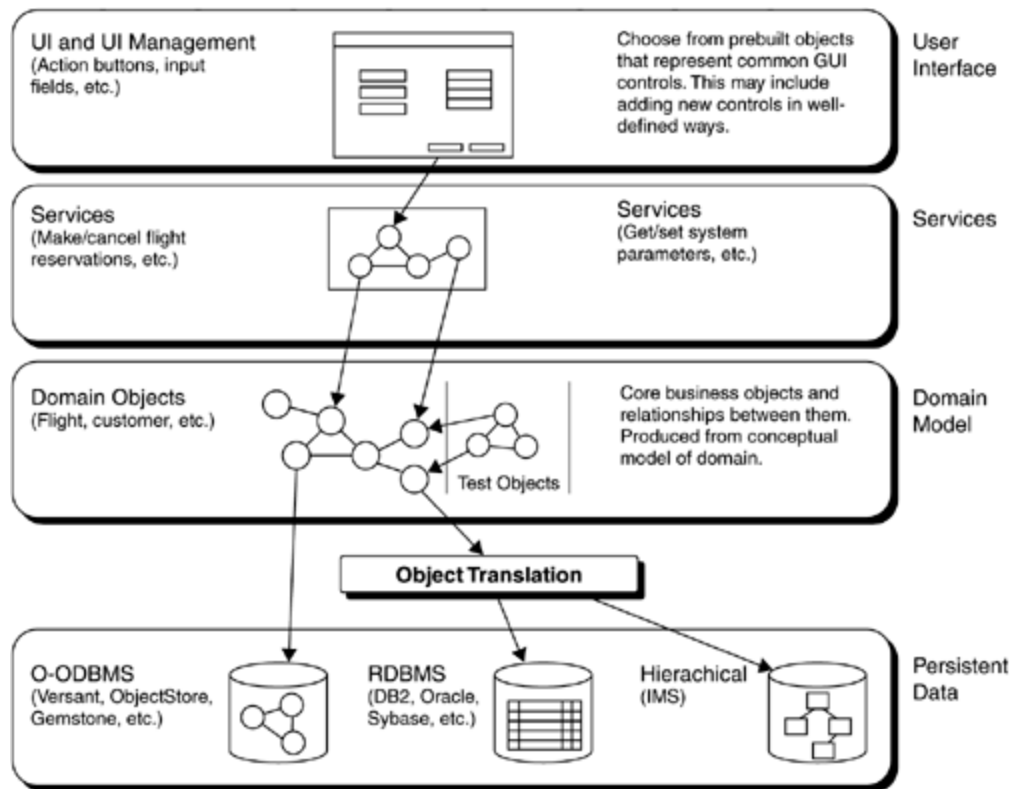 UI and UI Management
(Action buttons, input
fields, etc.)
Choose from prebuilt objects
that represent common GUI
controls. This may include
adding new controls in well-
defined ways.
User
Interface
Services
(Make/cancel flight
reservations, etc.)
Services
(Get/set system
parameters, etc.)
Services
Domain Objects
(Flight, customer, etc.)
Test Objects
Core business objects and
relationships between them.
Produced from conceptual
model of domain.
Domain
Model
Object Translation
O-ODBMS
(Versant, ObjectStore,
Gemstone, etc.)
RDBMS
(DB2, Oracle,
Sybase, etc.)
Hierachical
(IMS)
Persistent
Data